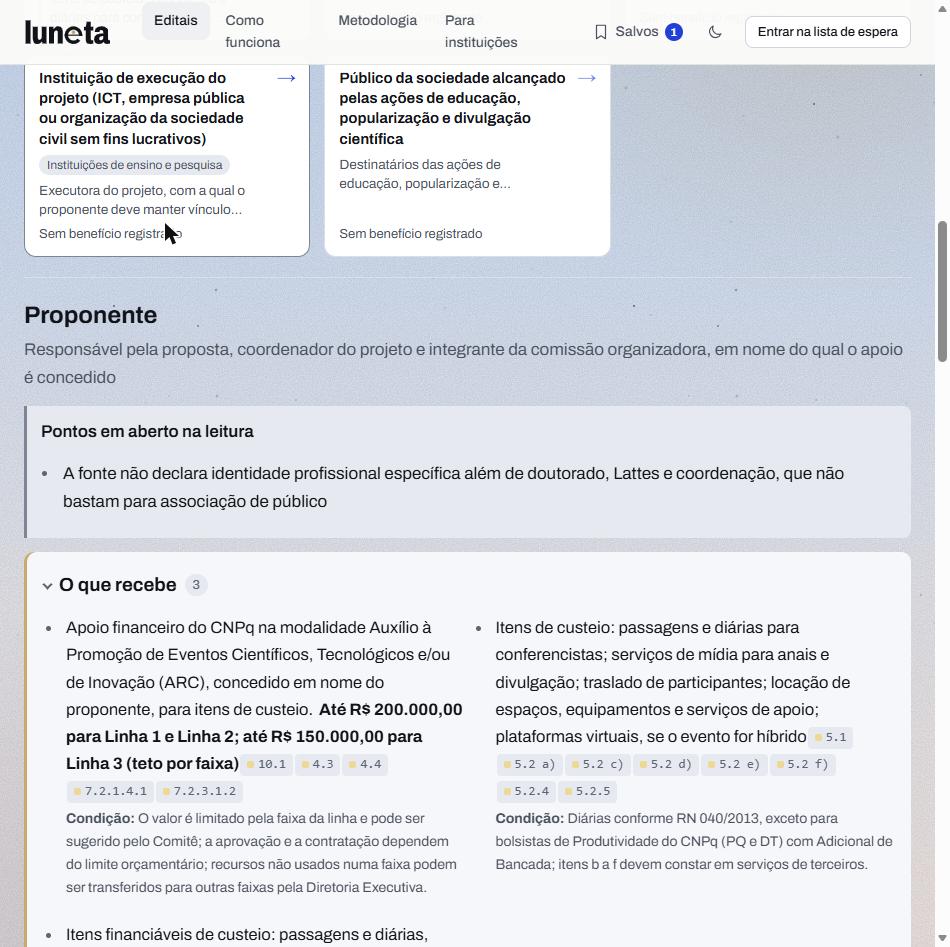 luneta
Editais
Como
funciona
Metodologia
Para
instituições
Salvos 1
Entrar na lista de espera
Instituição de execução do
projeto (ICT, empresa pública
ou organização da sociedade
civil sem fins lucrativos)
→
Instituições de ensino e pesquisa
Executora do projeto, com a qual o
proponente deve manter vínculo...
Sem benefício registrado
Público da sociedade alcançado
pelas ações de educação,
popularização e divulgação
científica
→
Destinatários das ações de
educação, popularização e...
Sem benefício registrado
Proponente
Responsável pela proposta, coordenador do projeto e integrante da comissão organizadora, em nome do qual o apoio
é concedido
Pontos em aberto na leitura
• A fonte não declara identidade profissional específica além de doutorado, Lattes e coordenação, que não
bastam para associação de público
O que recebe 3
• Apoio financeiro do CNPq na modalidade Auxílio à
Promoção de Eventos Científicos, Tecnológicos e/ou
de Inovação (ARC), concedido em nome do
proponente, para itens de custeio. Até R$ 200.000,00
para Linha 1 e Linha 2; até R$ 150.000,00 para
Linha 3 (teto por faixa) 10.1 4.3 4.4
7.2.1.4.1 7.2.3.1.2
Condição: O valor é limitado pela faixa da linha e pode ser
sugerido pelo Comitê; a aprovação e a contratação dependem
do limite orçamentário; recursos não usados numa faixa podem
ser transferidos para outras faixas pela Diretoria Executiva.
• Itens de custeio: passagens e diárias para
conferencistas; serviços de mídia para anais e
divulgação; traslado de participantes; locação de
espaços, equipamentos e serviços de apoio;
plataformas virtuais, se o evento for híbrido 5.1
5.2 a) 5.2 c) 5.2 d) 5.2 e) 5.2 f)
5.2.4 5.2.5
Condição: Diárias conforme RN 040/2013, exceto para
bolsistas de Produtividade do CNPq (PQ e DT) com Adicional de
Bancada; itens b a f devem constar em serviços de terceiros.
• Itens financiáveis de custeio: passagens e diárias,